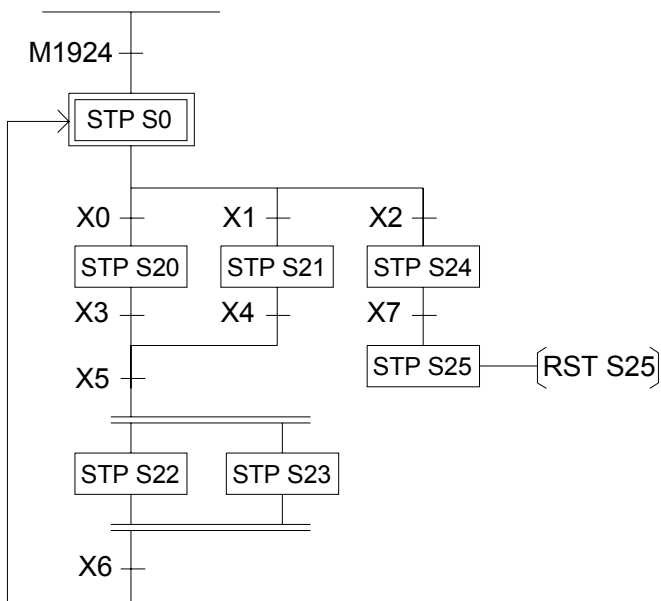 M1924
STP S0
X0 X1 X2
STP S20 STP S21 STP S24
X3 X4 X7
STP S25 RST S25
X5
STP S22 STP S23
X6